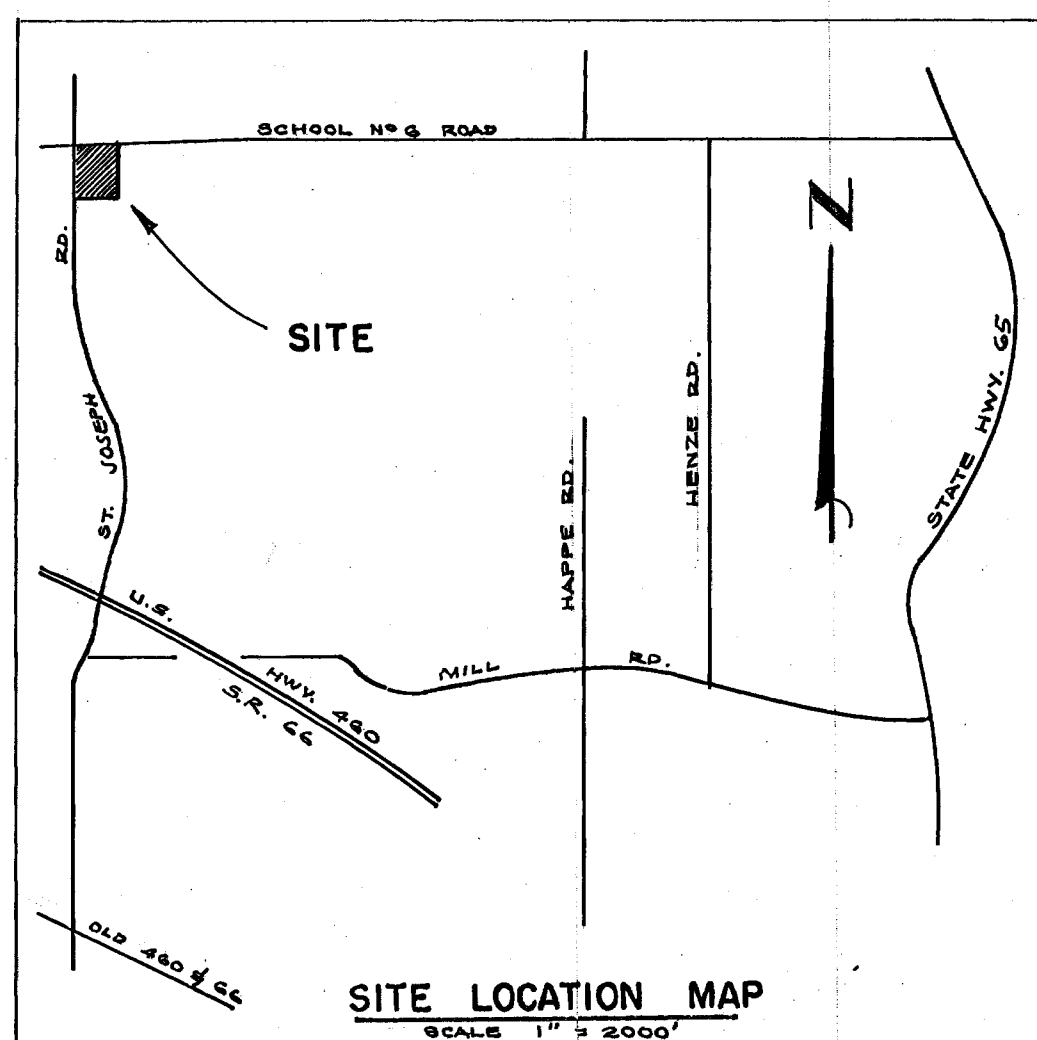 SCHOOL Nº 6 ROAD
N
RD.
SITE
ST. JOSEPH
HAPPE RD.
HENZE RD.
STATE HWY. 65
U.S.
HWY. 460
S.R. 66
MILL RD.
OLD 460 & 66
SITE LOCATION MAP
SCALE 1" = 2000'